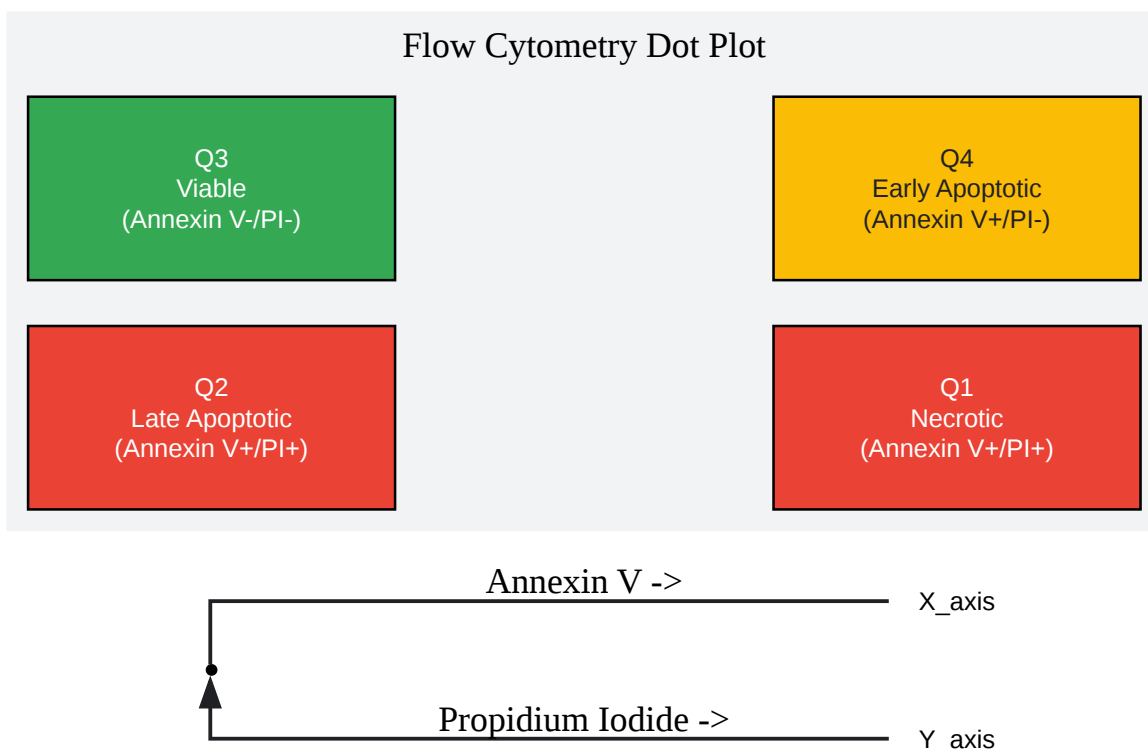 Flow Cytometry Dot Plot
Q3
Viable
(Annexin V-/PI-)
Q4
Early Apoptotic
(Annexin V+/PI-)
Q2
Late Apoptotic
(Annexin V+/PI+)
Q1
Necrotic
(Annexin V+/PI+)
Annexin V ->
X_axis
Propidium Iodide ->
Y_axis